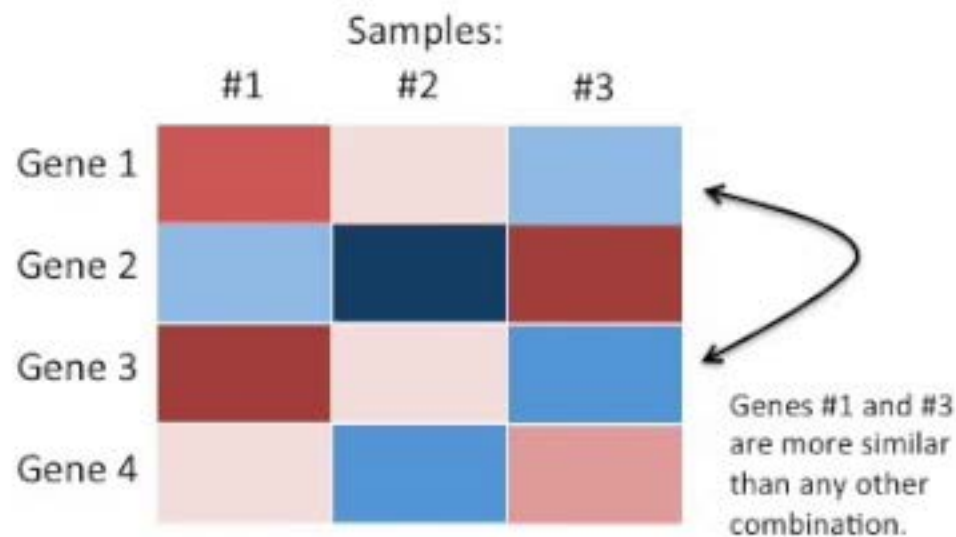 Samples:
#1 #2 #3
Gene 1
Gene 2
Gene 3
Gene 4
Genes #1 and #3
are more similar
than any other
combination.